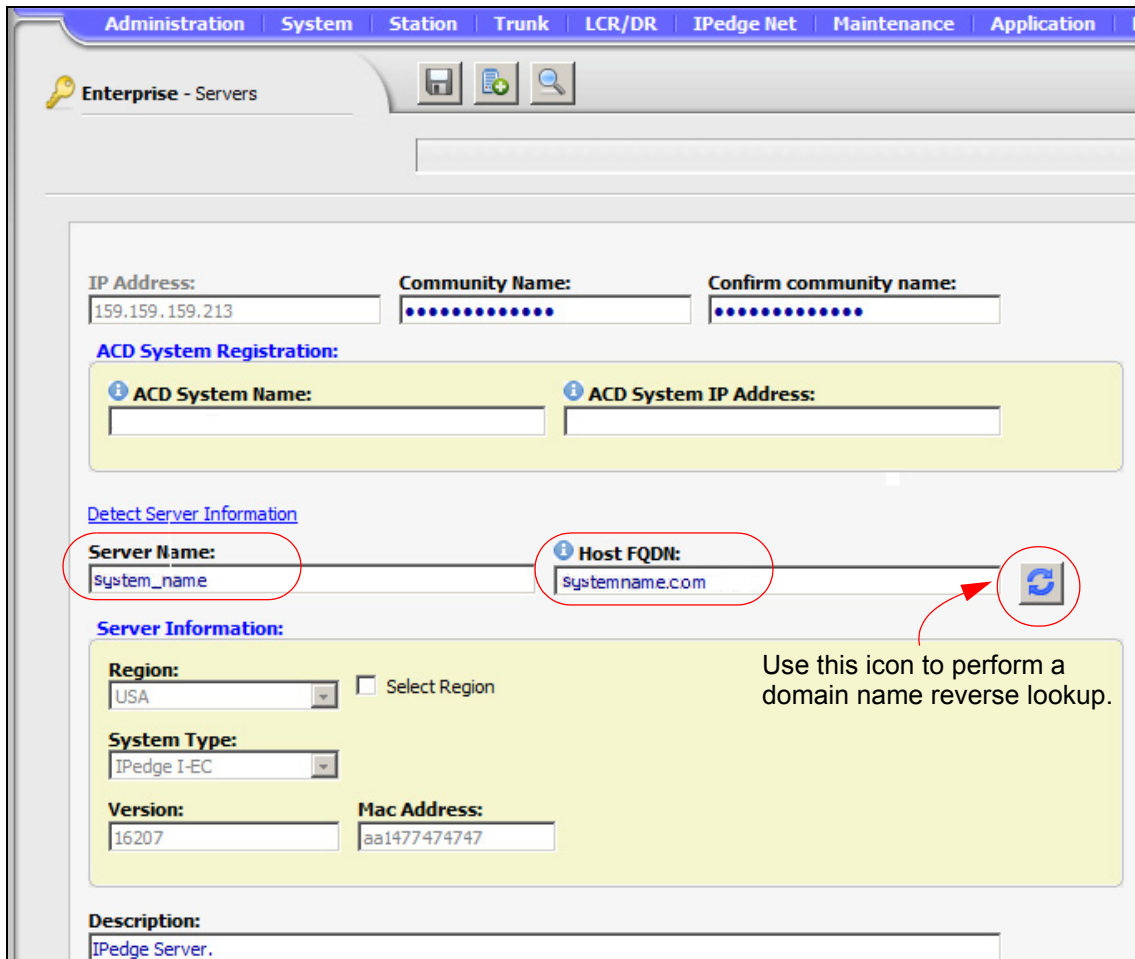 Administration System Station Trunk LCR/DR IPedge Net Maintenance Application
Enterprise - Servers
IP Address: Community Name: Confirm community name:
159.159.159.213 ••••••••••••• •••••••••••••
ACD System Registration:
ACD System Name: ACD System IP Address:
Detect Server Information
Server Name: Host FQDN:
system_name systemname.com
Server Information:
Region:
USA Select Region
Use this icon to perform a
domain name reverse lookup.
System Type:
IPedge I-EC
Version: Mac Address:
16207 aa1477474747
Description:
IPedge Server.